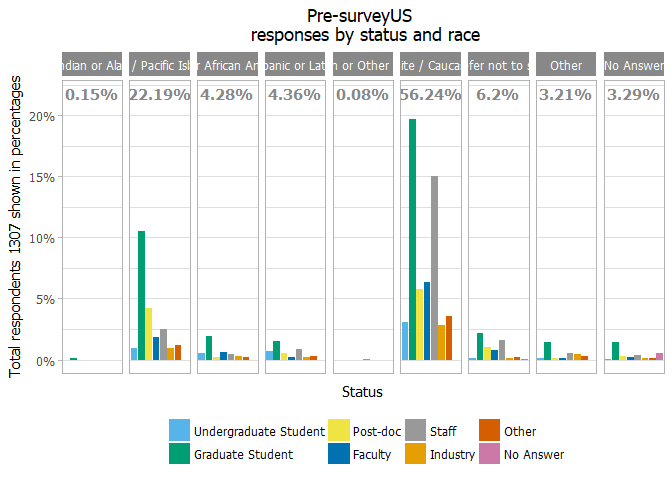 Pre-surveyUS
responses by status and race
ndian or Ala / Pacific Isl r African Am panic or Lat n or Other ite / Caucas fer not to s Other No Answer
0.15% 22.19% 4.28% 4.36% 0.08% 56.24% 6.2% 3.21% 3.29%
Total respondents 1307 shown in percentages
20%
15%
10%
5%
0%
Status
Undergraduate Student Post-doc Staff Other
Graduate Student Faculty Industry No Answer